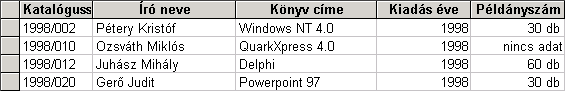 Katalóguss Író neve Könyv címe Kiadás éve Példányszám
1998/002 Pétery Kristóf Windows NT 4.0 1998 30 db
1998/010 Ozsváth Miklós QuarkXpress 4.0 1998 nincs adat
1998/012 Juhász Mihály Delphi 1998 60 db
1998/020 Gerő Judit Powerpoint 97 1998 30 db